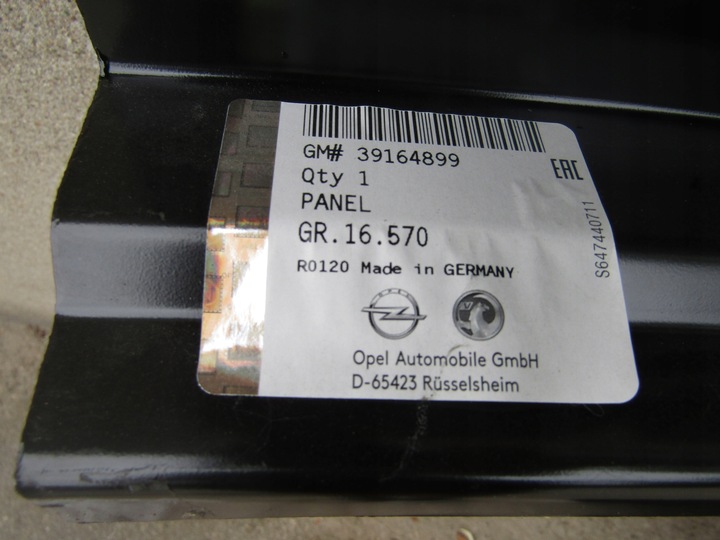 GM# 39164899
Qty 1
PANEL
GR.16.570
R0120 Made in GERMANY
Opel Automobile GmbH
D-65423 Rüsselsheim
EAC
S647440711